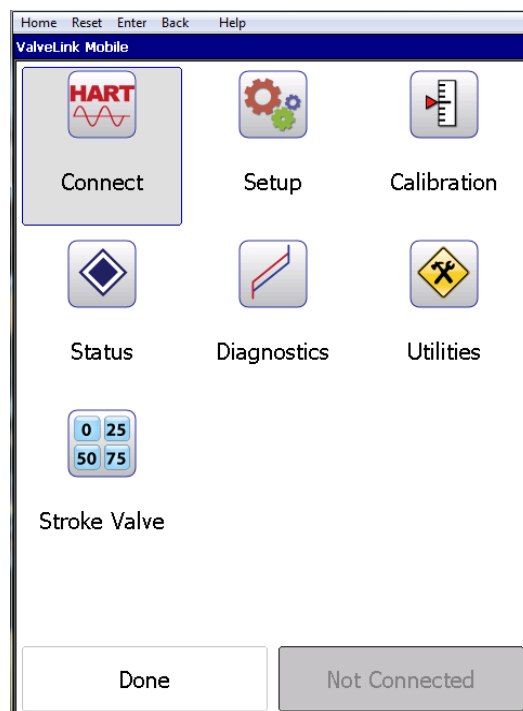 Home Reset Enter Back Help
ValveLink Mobile
HART
Connect Setup Calibration
Status Diagnostics Utilities
0 25
50 75
Stroke Valve
Done Not Connected